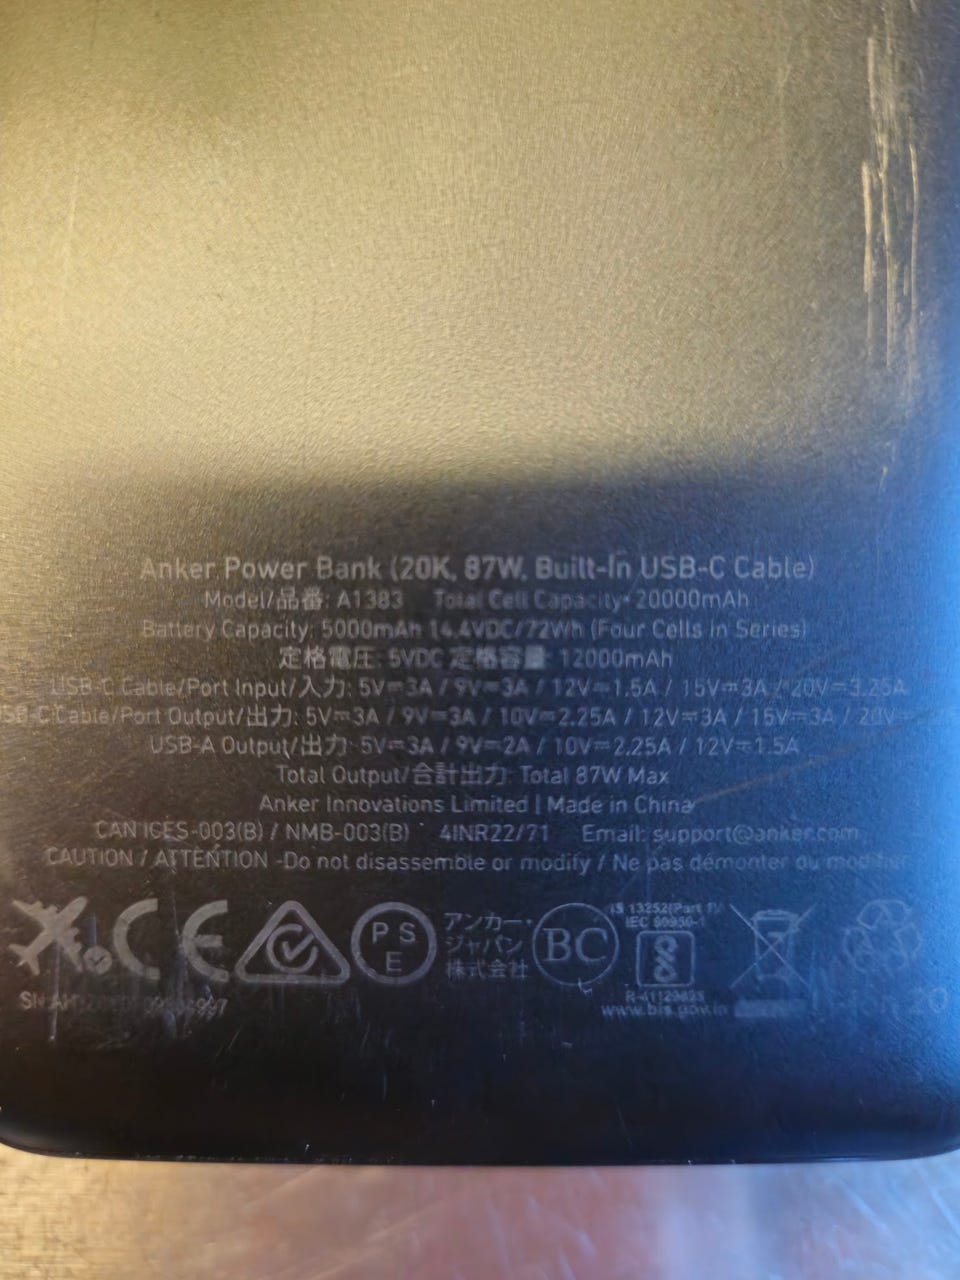 Anker Power Bank (20K, 87W, Built-In USB-C Cable)
Model/品番: A1383 Total Cell Capacity: 20000mAh
Battery Capacity: 5000mAh 14.4VDC/72Wh (Four Cells in Series)
定格電圧: 5VDC 定格容量: 12000mAh
USB-C Cable/Port Input/入力: 5V⎓3A / 9V⎓3A / 12V⎓1.5A / 15V⎓3A / 20V⎓3.25A
USB-C Cable/Port Output/出力: 5V⎓3A / 9V⎓3A / 10V⎓2.25A / 12V⎓3A / 15V⎓3A / 20V⎓
USB-A Output/出力: 5V⎓3A / 9V⎓2A / 10V⎓2.25A / 12V⎓1.5A
Total Output/合計出力: Total 87W Max
Anker Innovations Limited | Made in China
CAN ICES-003(B) / NMB-003(B) 4INR22/71 Email: support@anker.com
CAUTION / ATTENTION -Do not disassemble or modify / Ne pas démonter ou modifier
CE
PS
E
アンカー・
ジャパン
株式会社
BC
IS 13252(Part 1)/
IEC 60950-1
www.bis.gov.in